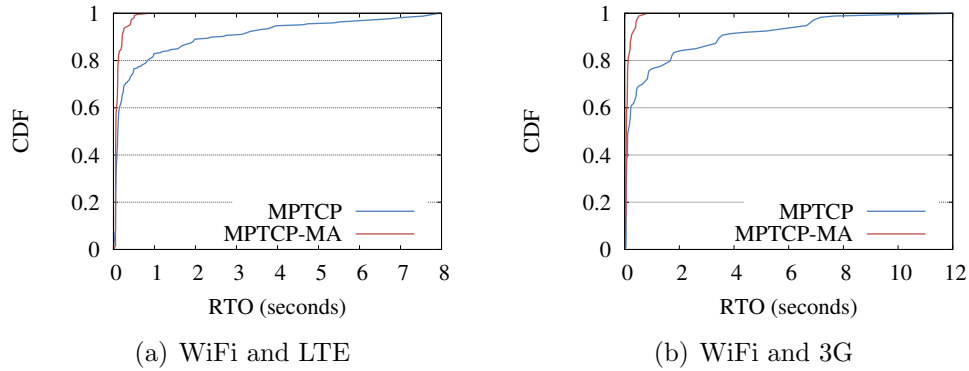 1
0.8
0.6
0.4
0.2
0
CDF
MPTCP
MPTCP-MA
0 1 2 3 4 5 6 7 8
RTO (seconds)
(a) WiFi and LTE
1
0.8
0.6
0.4
0.2
0
CDF
MPTCP
MPTCP-MA
0 2 4 6 8 10 12
RTO (seconds)
(b) WiFi and 3G